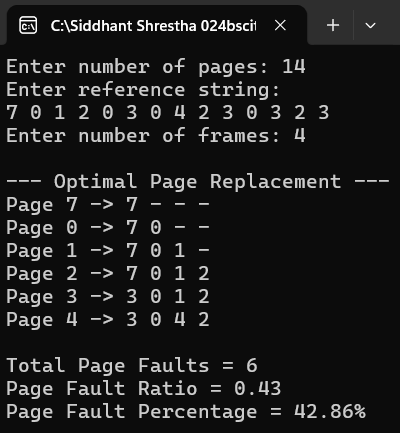 C:\Siddhant Shrestha 024bscit
Enter number of pages: 14
Enter reference string:
7 0 1 2 0 3 0 4 2 3 0 3 2 3
Enter number of frames: 4
--- Optimal Page Replacement ---
Page 7 -> 7 - - -
Page 0 -> 7 0 - -
Page 1 -> 7 0 1 -
Page 2 -> 7 0 1 2
Page 3 -> 3 0 1 2
Page 4 -> 3 0 4 2
Total Page Faults = 6
Page Fault Ratio = 0.43
Page Fault Percentage = 42.86%